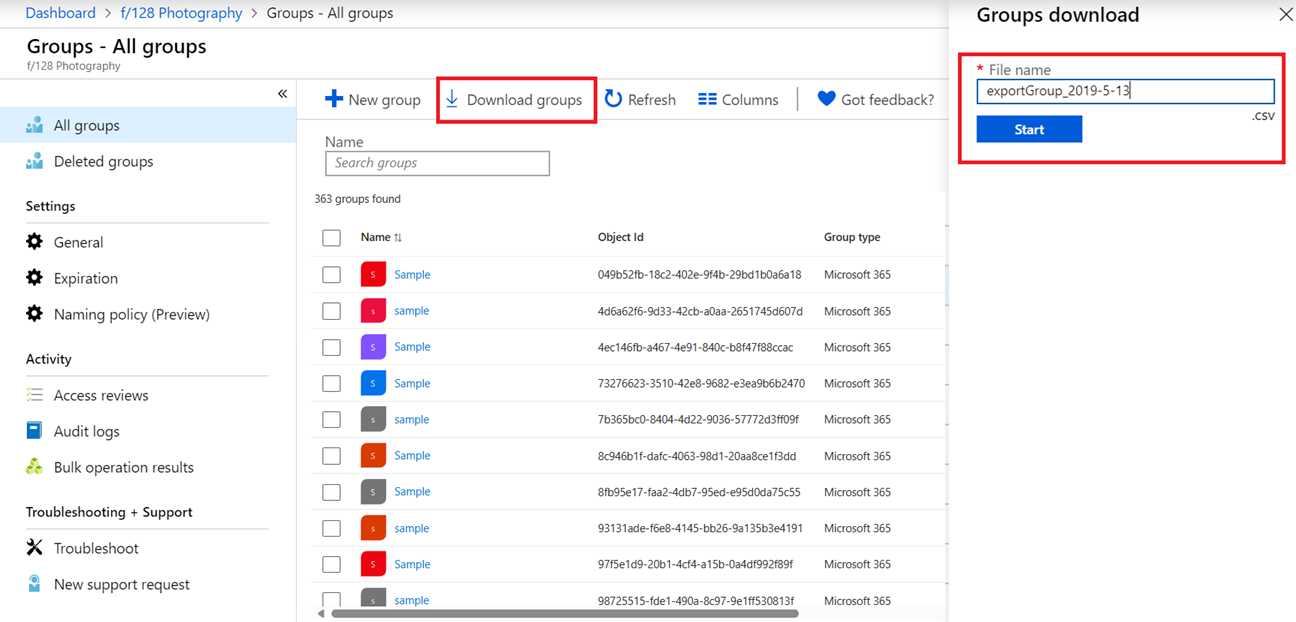 Dashboard > f/128 Photography > Groups - All groups
Groups - All groups
f/128 Photography
«
All groups
Deleted groups
Settings
General
Expiration
Naming policy (Preview)
Activity
Access reviews
Audit logs
Bulk operation results
Troubleshooting + Support
Troubleshoot
New support request
New group Download groups Refresh Columns Got feedback?
Name
Search groups
363 groups found
Name Object Id Group type
S Sample 049b52fb-18c2-402e-9f4b-29bd1b0a6a18 Microsoft 365
s sample 4d6a62f6-9d33-42cb-a0aa-2651745d607d Microsoft 365
S Sample 4ec146fb-a467-4e91-840c-b8f47f88ccac Microsoft 365
S Sample 73276623-3510-42e8-9682-e3ea9b6b2470 Microsoft 365
s sample 7b365bc0-8404-4d22-9036-57772d3ff09f Microsoft 365
S Sample 8c946b1f-dafc-4063-98d1-20aa8ce1f3dd Microsoft 365
S Sample 8fb95e17-faa2-4db7-95ed-e95d0da75c55 Microsoft 365
s sample 93131ade-f6e8-4145-bb26-9a135b3e4191 Microsoft 365
S Sample 97f5e1d9-20b1-4cf4-a15b-0a4df992f89f Microsoft 365
s sample 98725515-fde1-490a-8c97-9e1ff530813f Microsoft 365
Groups download
* File name
exportGroup_2019-5-13
.csv
Start